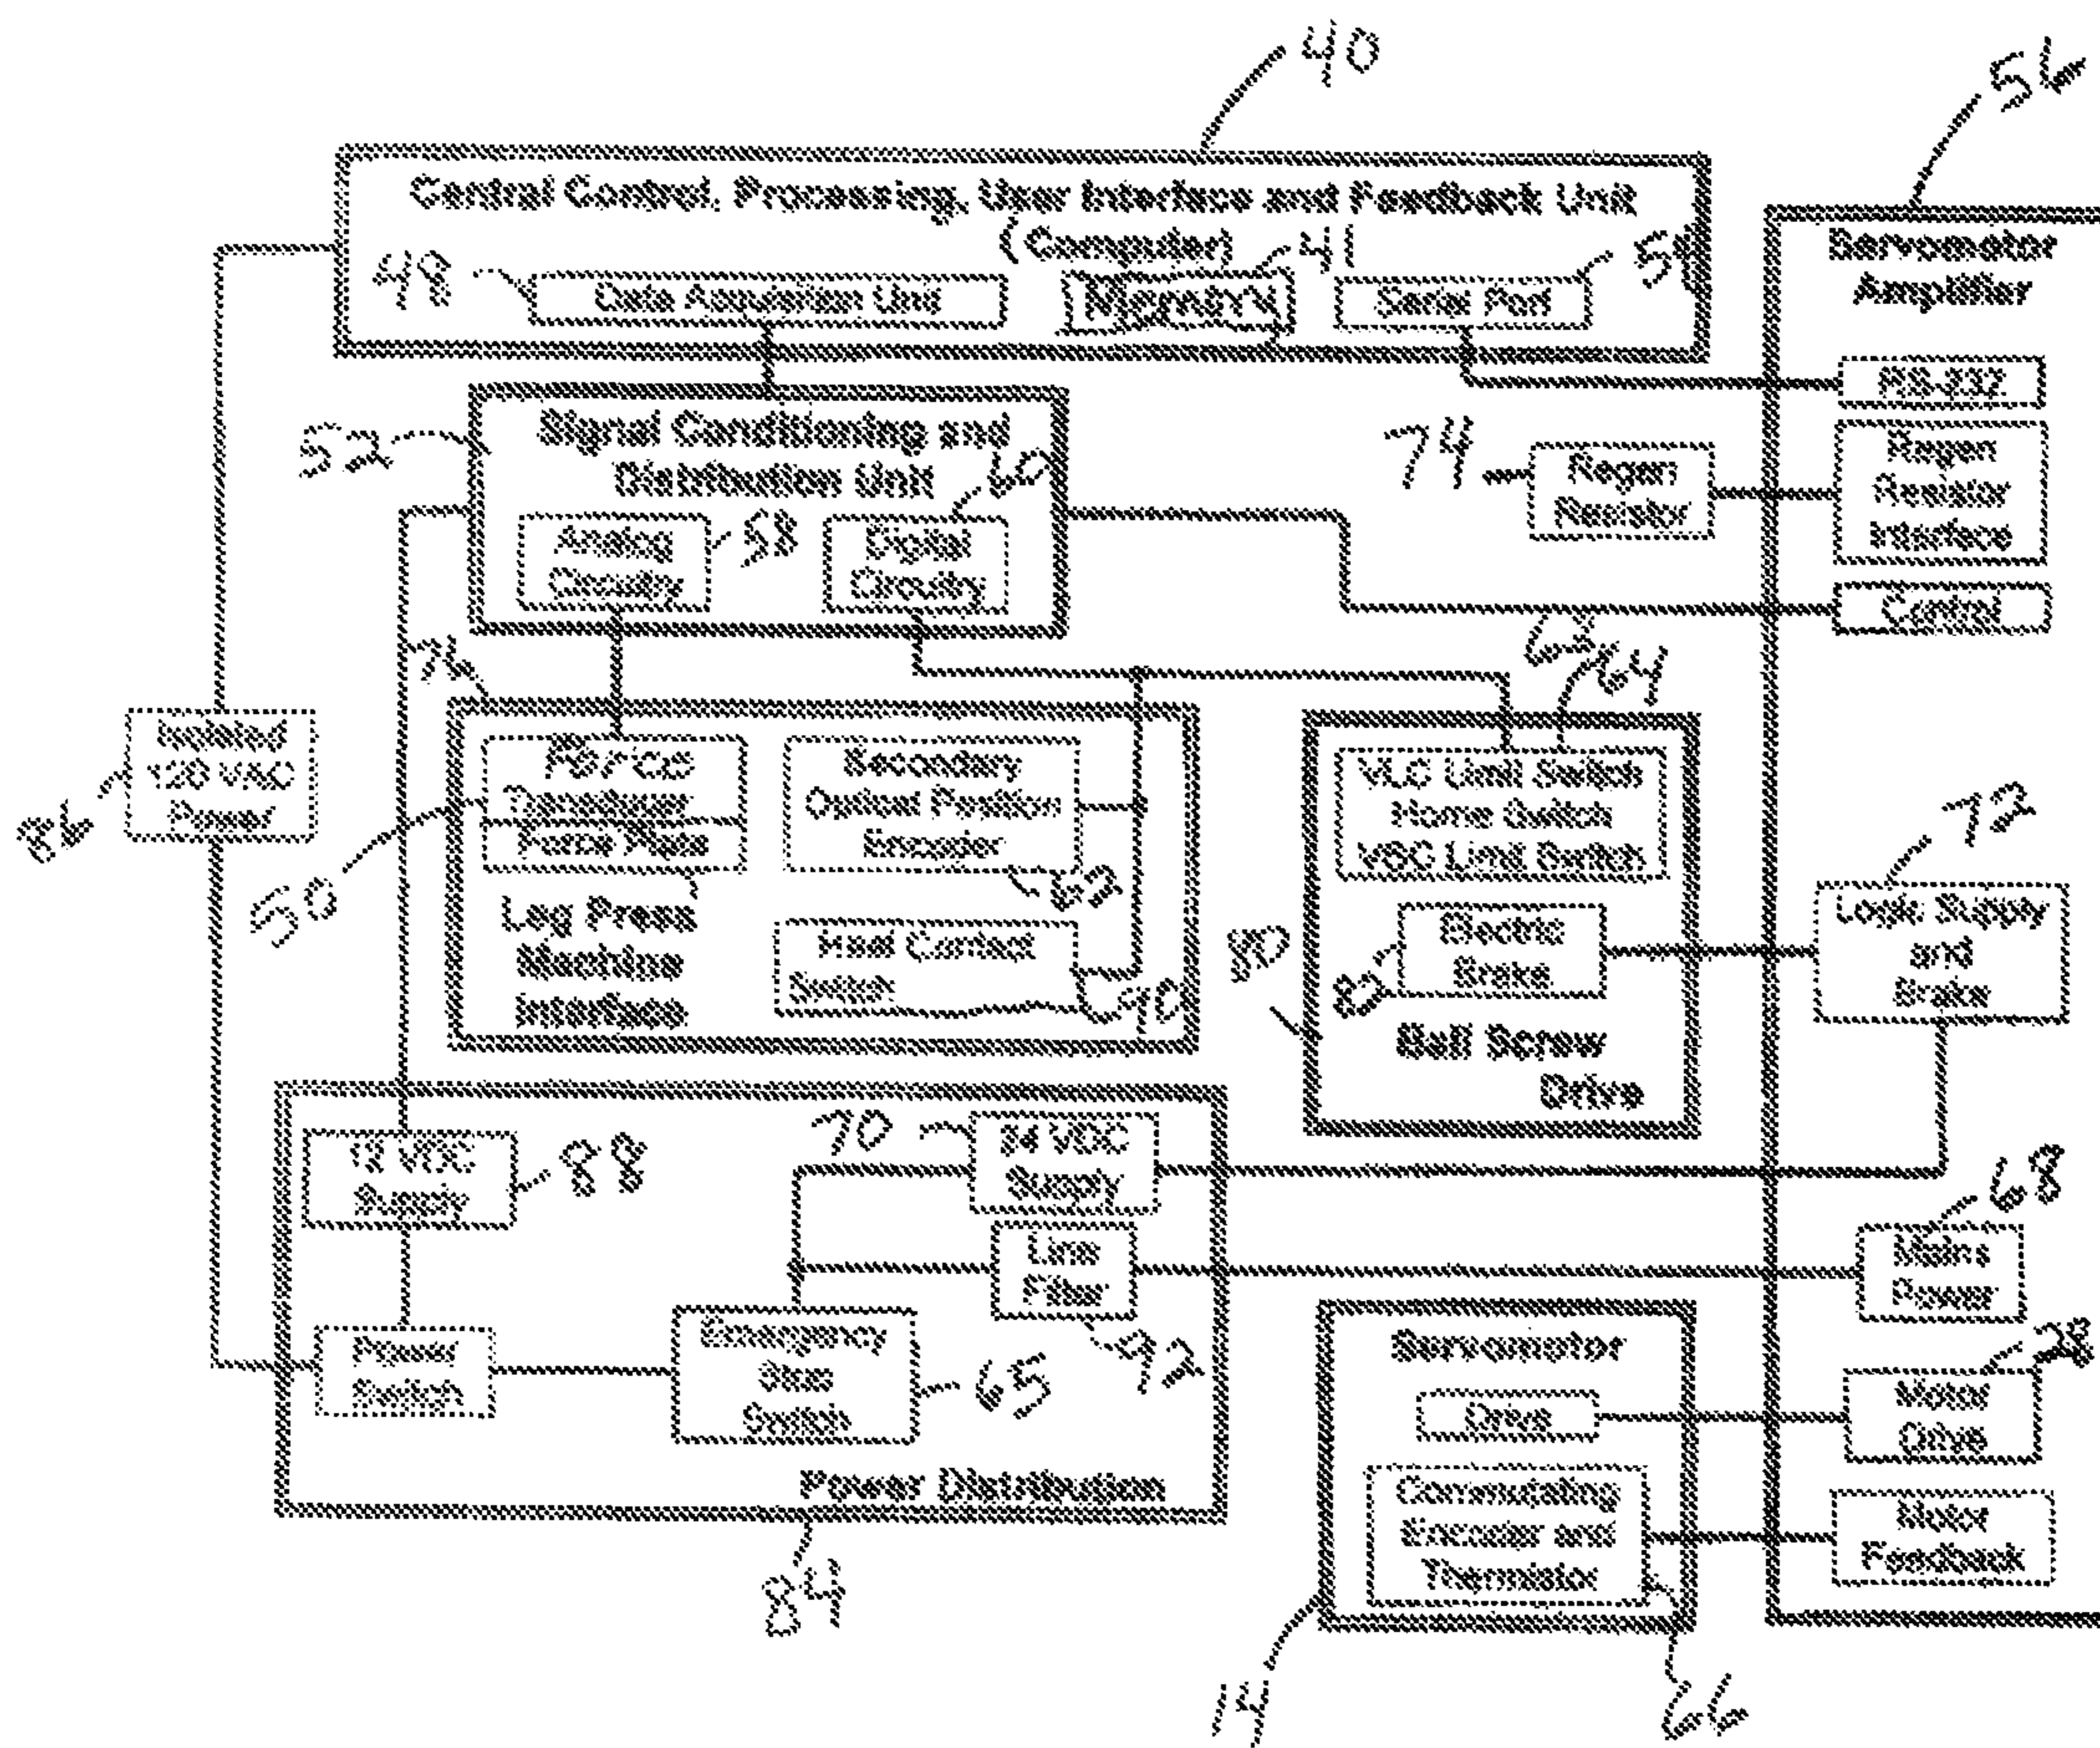 40
56
Central Control, Processing, User Interface and Feedback Unit
(Computer)
48
Data Acquisition Unit
Memory
41
Serial Port
Servomotor
Amplifier
RS-232
52
Signal Conditioning and
Distribution Unit
60
Analog
Circuitry
58
Digital
Circuitry
74
Regen
Resistor
Regen
Resistor
Interface
Control
76
64
Isolated
120 VAC
Power
86
Force
Transducer
Force Plate
50
Secondary
Optical Position
Encoder
62
Leg Press
Machine
Interface
Heel Contact
Switch
90
VLC Limit Switch
Home Switch
VGC Limit Switch
80
Electric
Brake
Ball Screw
Drive
72
Logic Supply
and
Brake
12 VDC
Supply
88
70
24 VDC
Supply
Line
Filter
92
68
Mains
Power
Power
Switch
Emergency
Stop
Switch
65
Power Distribution
84
Servomotor
Drive
Commutating
Encoder and
Thermistor
14
66
28
Motor
Drive
Motor
Feedback